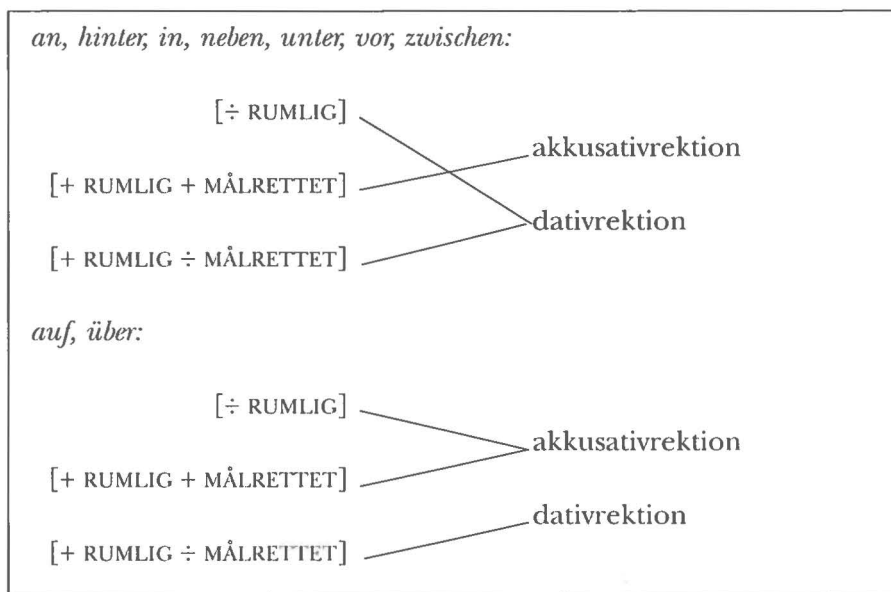 an, hinter, in, neben, unter, vor, zwischen:
[÷ RUMLIG]
akkusativrektion
[+ RUMLIG + MÅLRETTET]
dativrektion
[+ RUMLIG ÷ MÅLRETTET]
auf, über:
[÷ RUMLIG]
akkusativrektion
[+ RUMLIG + MÅLRETTET]
dativrektion
[+ RUMLIG ÷ MÅLRETTET]